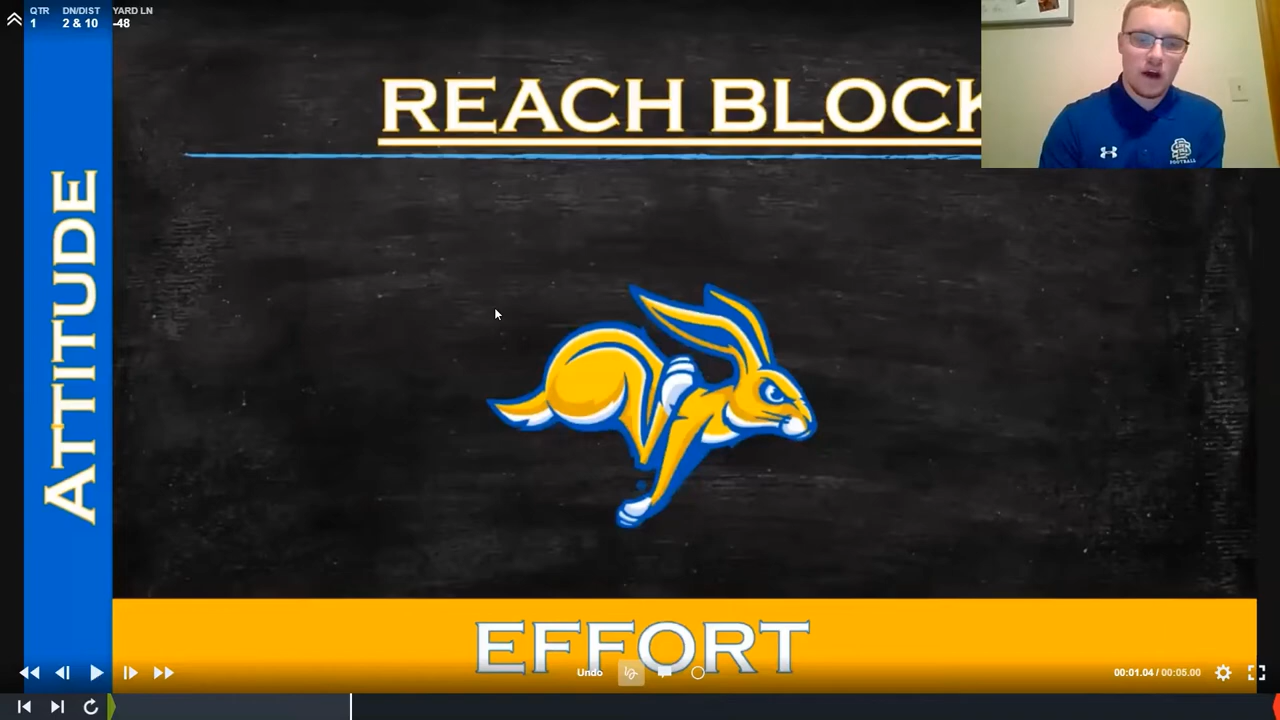 QTR DN/DIST YARD LN
1 2 & 10 -48
REACH BLOCK
ATTITUDE
FOOTBALL
EFFORT
Undo
00:01.04 / 00:05.00